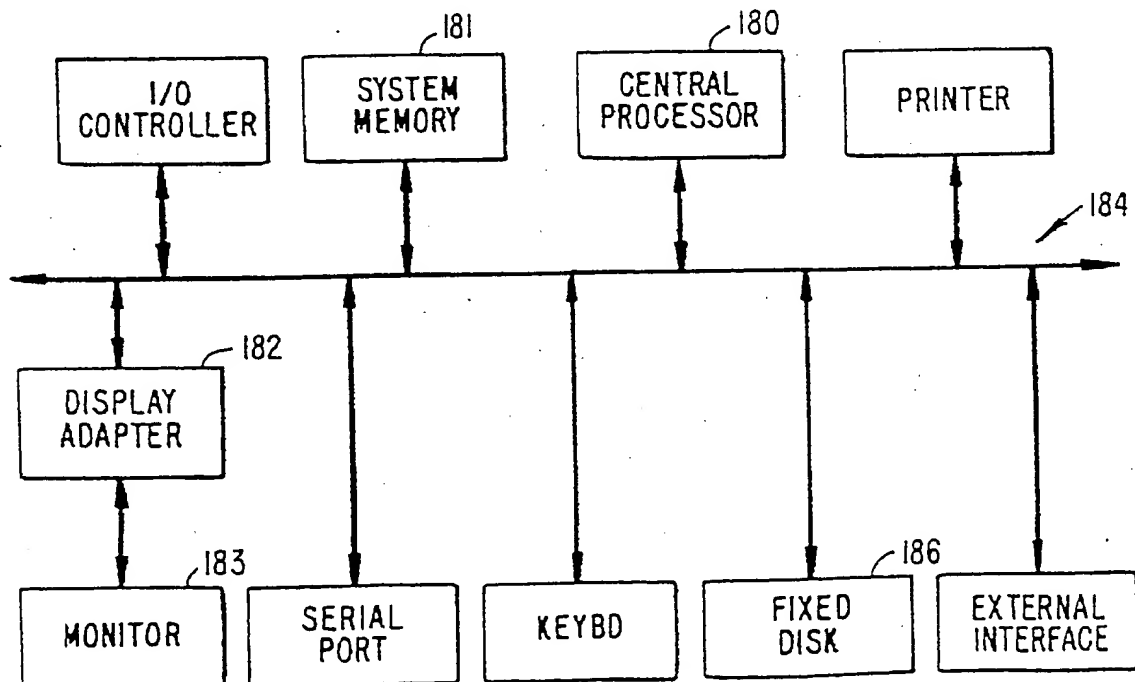 181
180
I/O
CONTROLLER
SYSTEM
MEMORY
CENTRAL
PROCESSOR
PRINTER
184
182
DISPLAY
ADAPTER
183
186
MONITOR
SERIAL
PORT
KEYBD
FIXED
DISK
EXTERNAL
INTERFACE